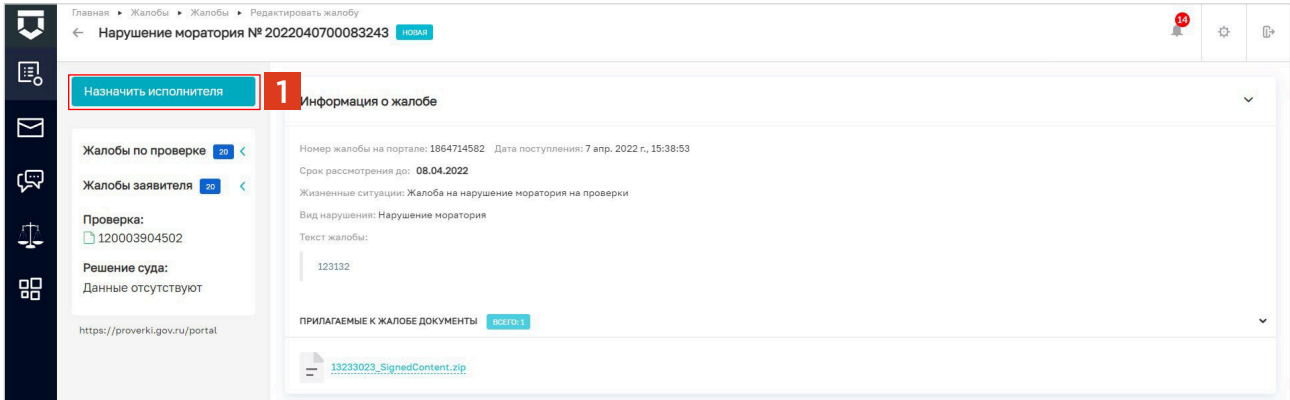 Главная ▸ Жалобы ▸ Жалобы ▸ Редактировать жалобу
← Нарушение моратория № 2022040700083243 НОВАЯ
14
Назначить исполнителя
1
Жалобы по проверке 20
Жалобы заявителя 20
Проверка:
120003904502
Решение суда:
Данные отсутствуют
https://proverki.gov.ru/portal
Информация о жалобе
Номер жалобы на портале: 1864714582 Дата поступления: 7 апр. 2022 г., 15:38:53
Срок рассмотрения до: 08.04.2022
Жизненные ситуации: Жалоба на нарушение моратория на проверки
Вид нарушения: Нарушение моратория
Текст жалобы:
123132
ПРИЛАГАЕМЫЕ К ЖАЛОБЕ ДОКУМЕНТЫ ВСЕГО: 1
13233023_SignedContent.zip